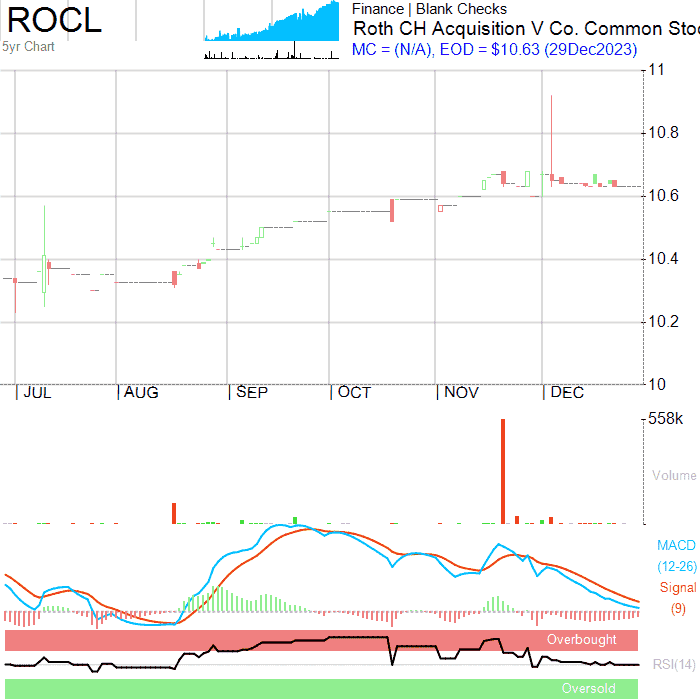 ROCL
5yr Chart
Finance | Blank Checks
Roth CH Acquisition V Co. Common Stoc
MC = (N/A), EOD = $10.63 (29Dec2023)
11
10.8
10.6
10.4
10.2
10
| JUL | AUG | SEP | OCT | NOV | DEC
558k
Volume
MACD
(12-26)
Signal
(9)
Overbought
RSI(14)
Oversold